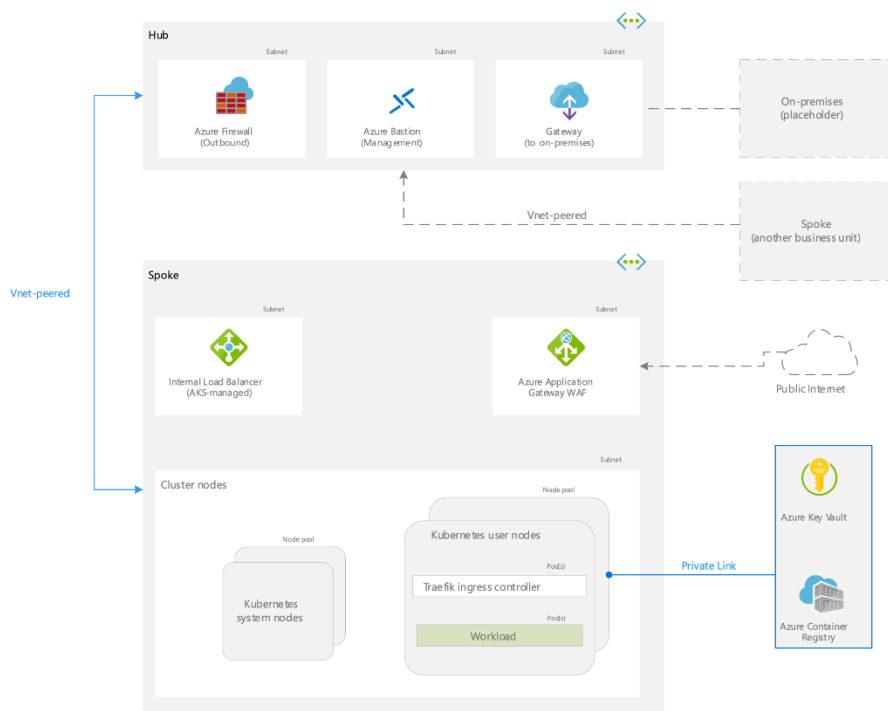 Hub
Subnet
Subnet
Subnet
Azure Firewall
(Outbound)
Azure Bastion
(Management)
Gateway
(to on-premises)
On-premises
(placeholder)
Vnet-peered
Spoke
(another business unit)
Vnet-peered
Spoke
Subnet
Subnet
Internal Load Balancer
(AKS-managed)
Azure Application
Gateway WAF
Public Internet
Subnet
Cluster nodes
Node pool
Node pool
Kubernetes
system nodes
Kubernetes user nodes
Pod(s)
Traefik ingress controller
Pod(s)
Workload
Private Link
Azure Key Vault
Azure Container
Registry